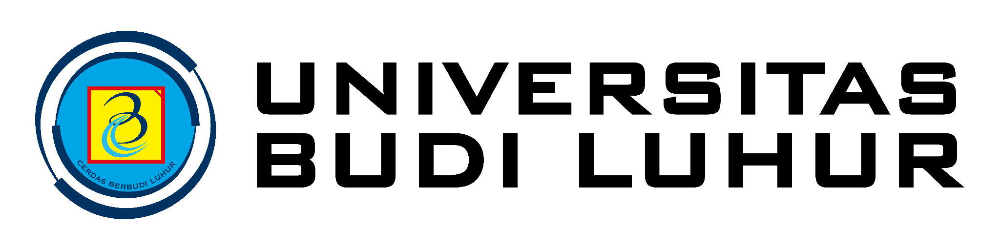 CERDAS BERBUDI LUHUR
UNIVERSITAS
BUDI LUHUR